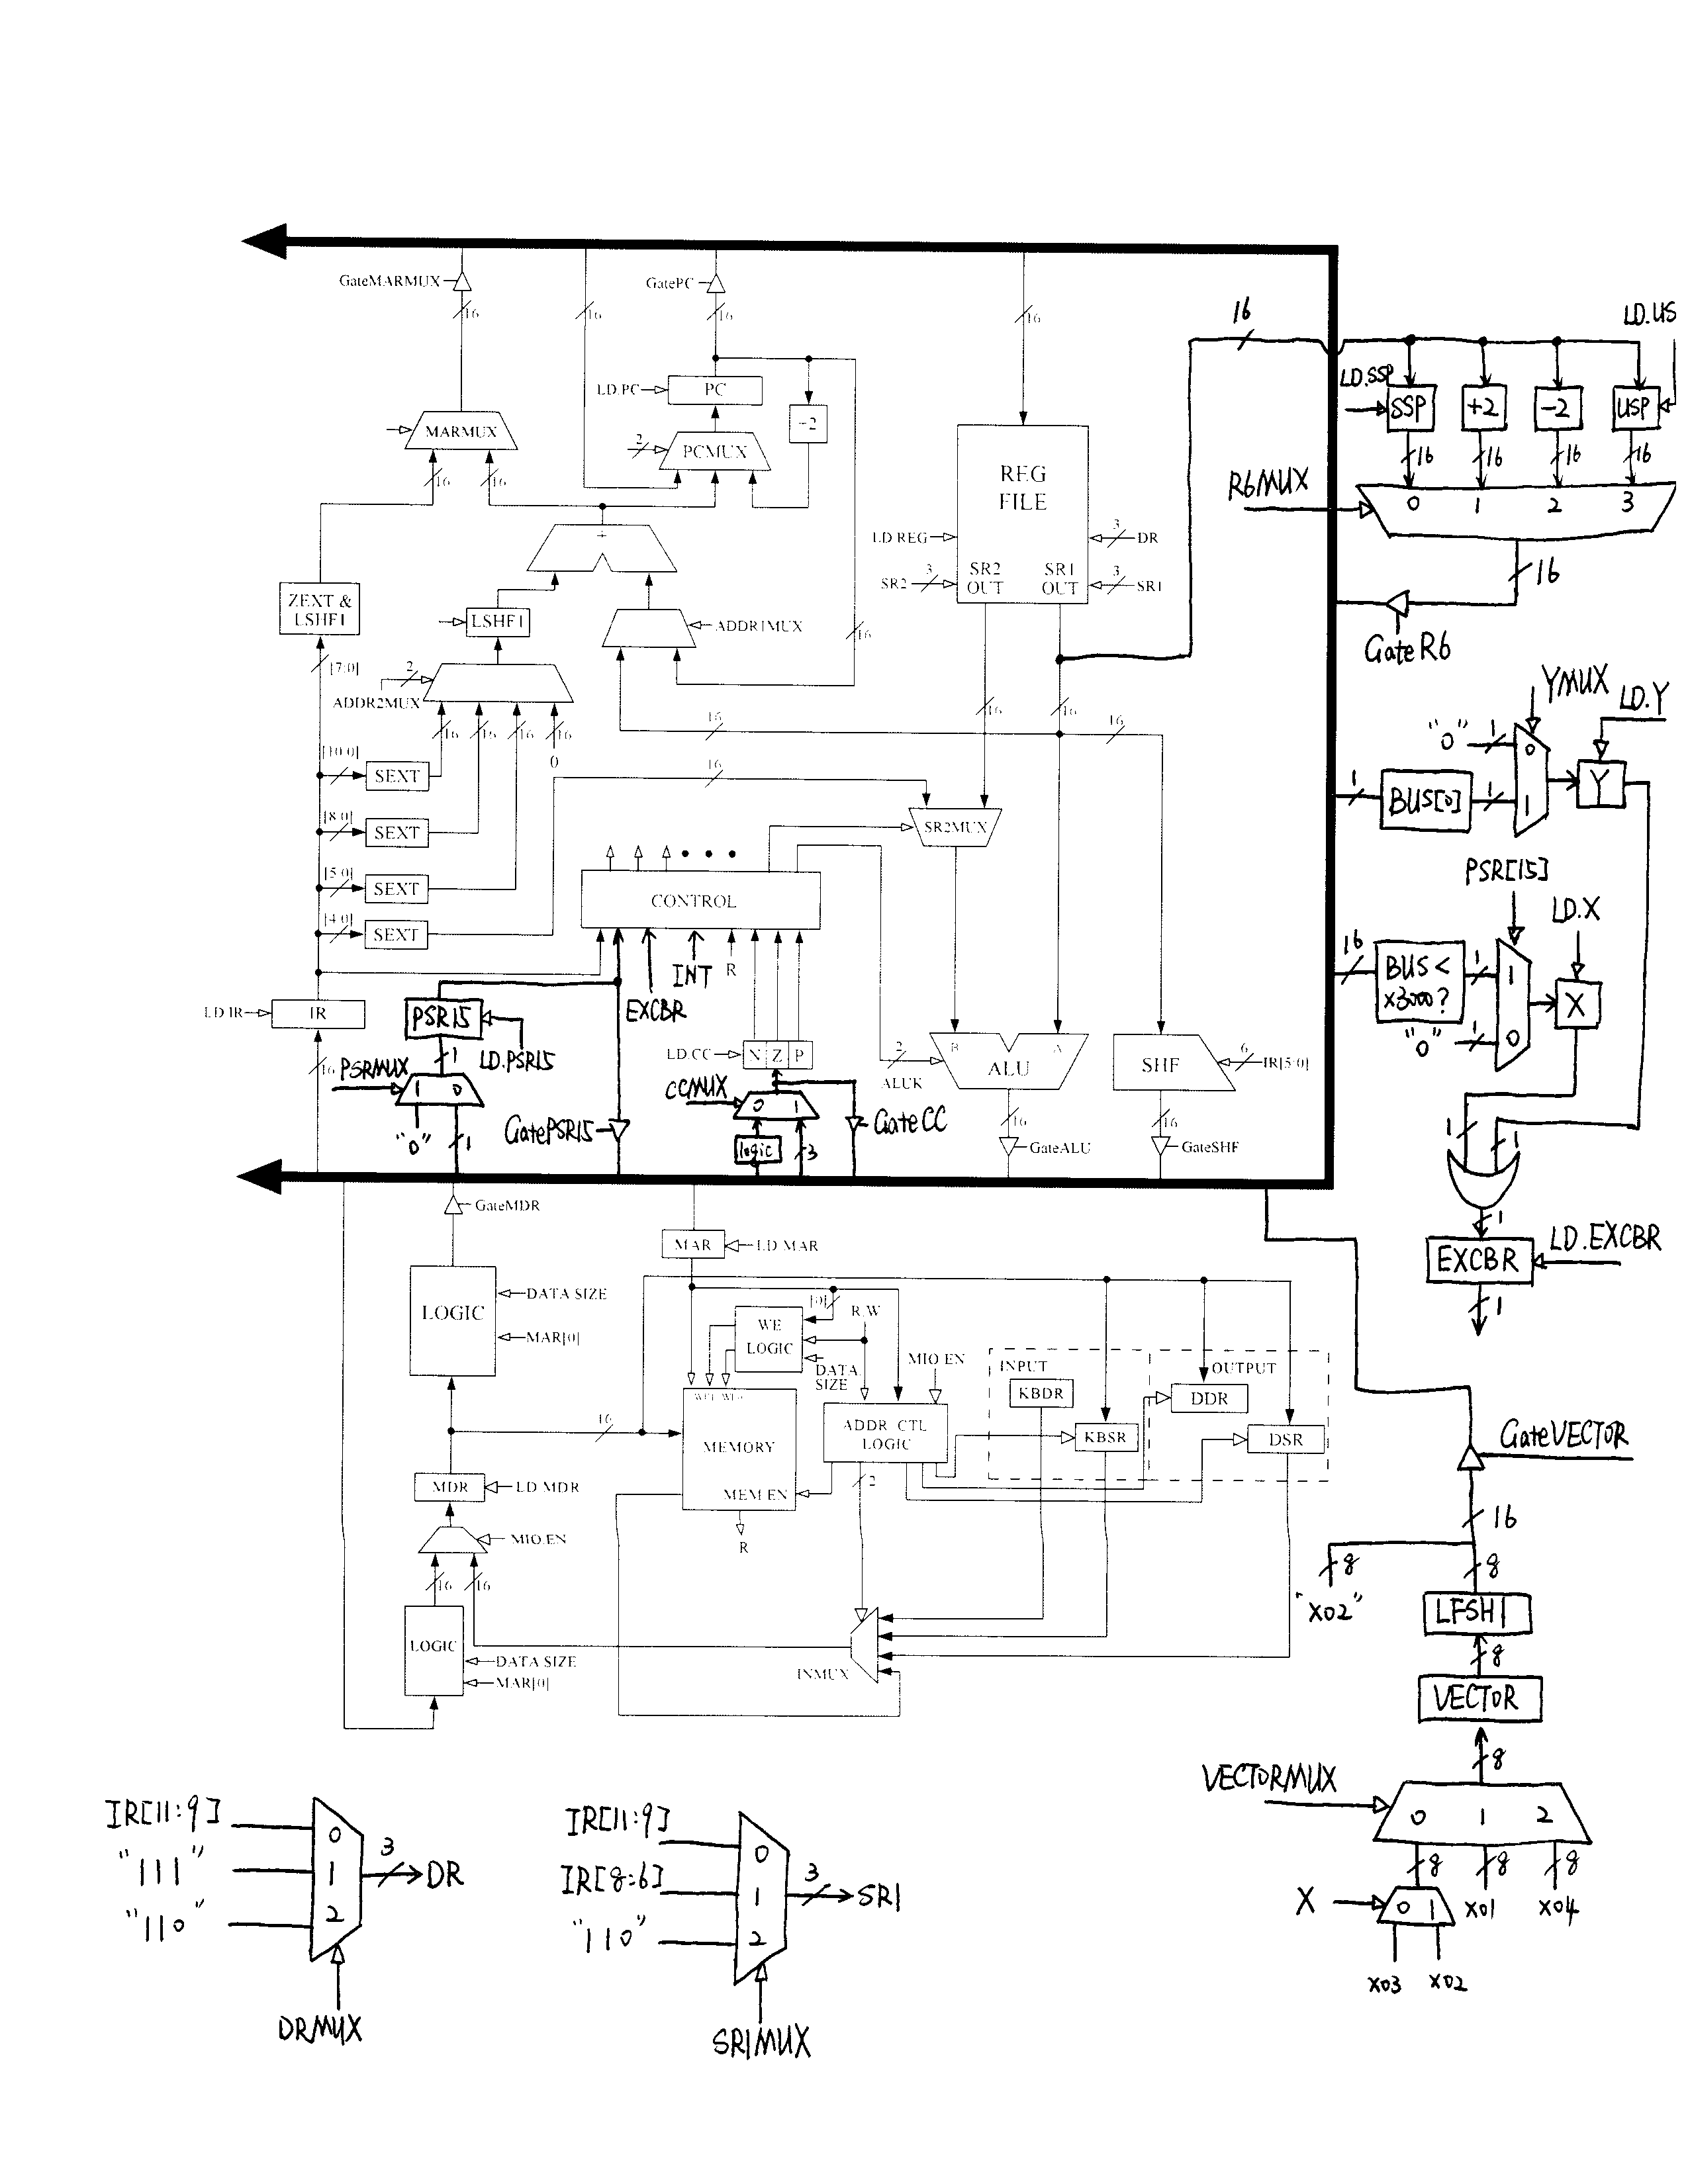 GateMARMUX
16
16
GatePC
16
16
16
LD.US
LD.PC
PC
LD.SSP
SSP
+2
-2
USP
MARMUX
2
PCMUX
16
16
16
16
16
16
REG
FILE
R6MUX
0 1 2 3
+
LD.REG
3
DR
16
SR2
3
SR2
OUT
SR1
OUT
3
SR1
ZEXT &
LSHF1
LSHF1
ADDR1MUX
16
GateR6
[7:0]
2
ADDR2MUX
16
16
16
16
0
16
16
16
16
YMUX
LD.Y
"0"
1
0
1
BUS[0]
1
1
Y
[10:0]
SEXT
16
[8:0]
SEXT
SR2MUX
[5:0]
SEXT
CONTROL
PSR[15]
[4:0]
SEXT
LD.X
16
BUS <
x3000?
1
1
X
"0"
1
0
INT
R
EXCBR
LD.IR
IR
PSR15
LD.PSR15
1
16
PSRMUX
1 0
"0"
1
LD.CC
N Z P
CCMUX
0 1
logic
3
GatePSR15
GateCC
2
ALUK
B
A
ALU
SHF
6
IR[5:0]
16
GateALU
16
GateSHF
1
1
1
EXCBR
LD.EXCBR
1
GateMDR
MAR
LD.MAR
LOGIC
DATA.SIZE
MAR[0]
[0]
WE
LOGIC
R.W
DATA.
SIZE
MIO.EN
INPUT
KBDR
OUTPUT
DDR
KBSR
DSR
16
MEMORY
MEM.EN
R
ADDR. CTL.
LOGIC
2
GateVECTOR
MDR
LD.MDR
MIO.EN
16
16
16
8
"x02"
8
LFSH1
8
LOGIC
DATA.SIZE
MAR[0]
INMUX
VECTOR
8
VECTORMUX
0 1 2
8
8
8
X
0 1
x01
x04
x03
x02
IR[11:9]
0
"111"
1
3
DR
"110"
2
DRMUX
IR[11:9]
0
IR[8:6]
1
3
SR1
"110"
2
SR1MUX